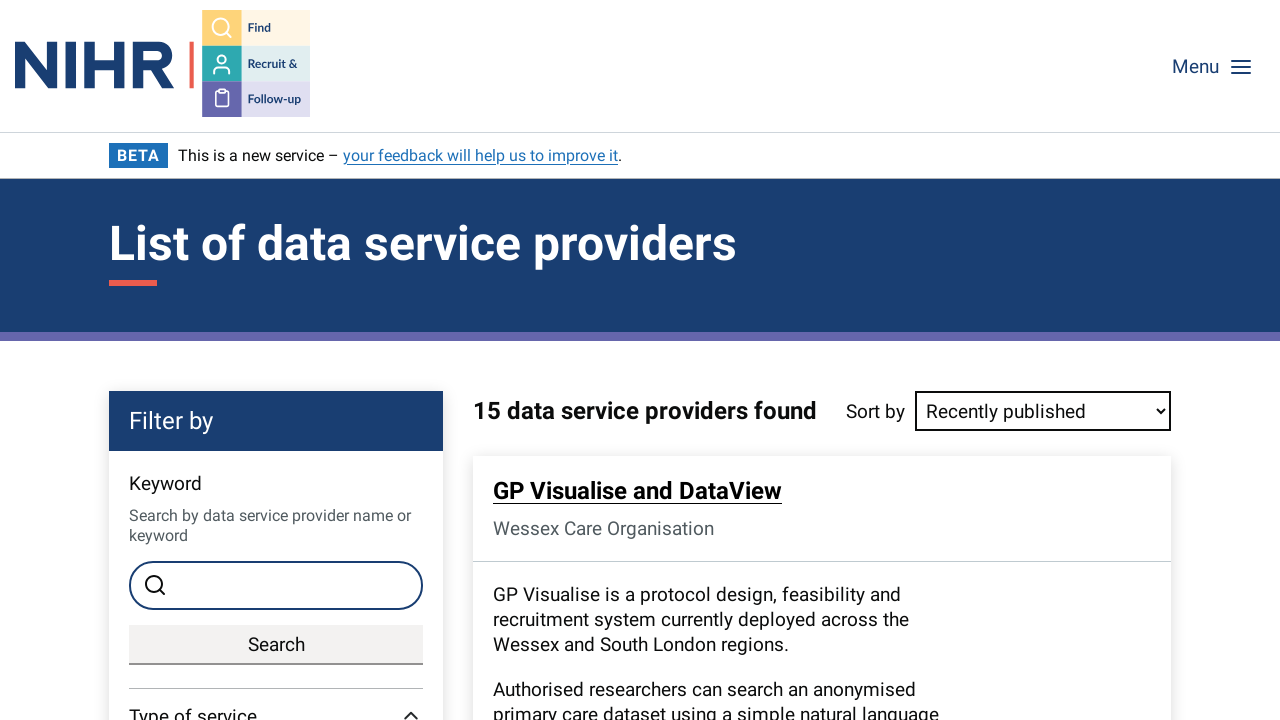 NIHR
Find
Recruit &
Follow-up
Menu
BETA
This is a new service – your feedback will help us to improve it.
List of data service providers
Filter by
Keyword
Search by data service provider name or
keyword
Search
Type of service
15 data service providers found
Sort by
Recently published
GP Visualise and DataView
Wessex Care Organisation
GP Visualise is a protocol design, feasibility and
recruitment system currently deployed across the
Wessex and South London regions.
Authorised researchers can search an anonymised
primary care dataset using a simple natural language